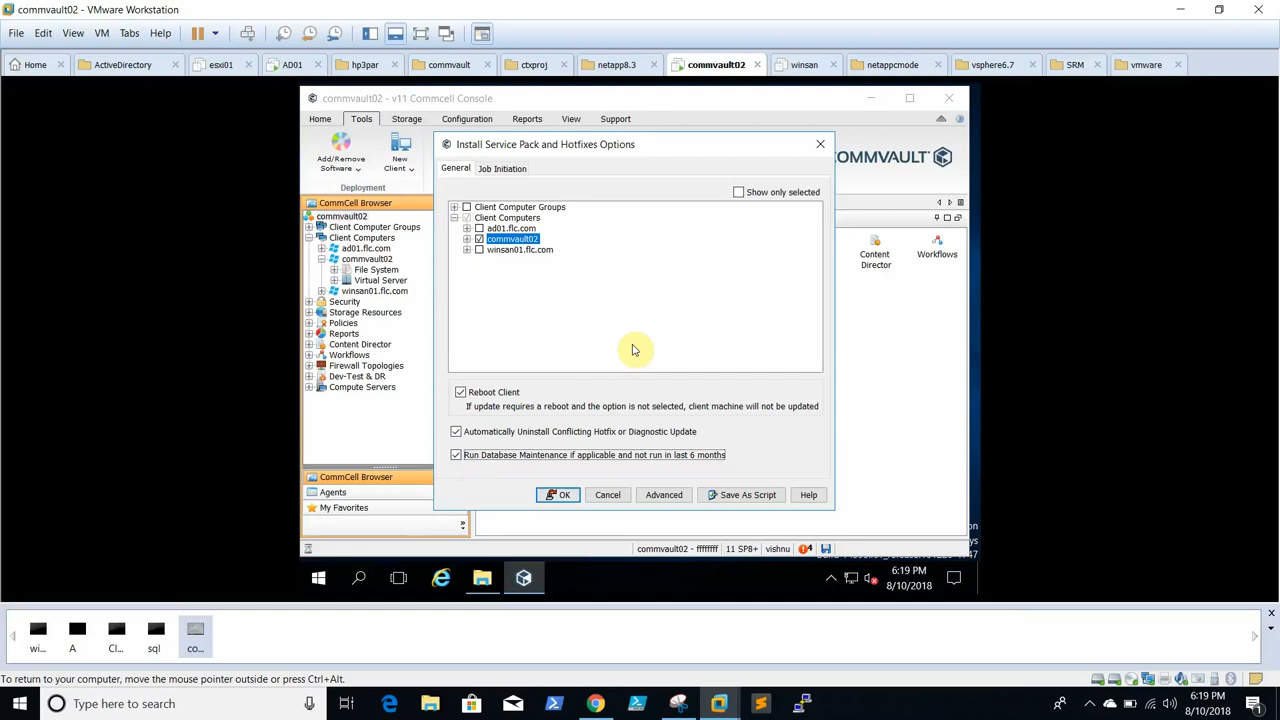 commvault02 - VMware Workstation
File Edit View VM Tabs Help
Home ActiveDirectory esxi01 AD01 hp3par commvault ctxproj netapp8.3 commvault02 winsan netappcmode vsphere6.7 SRM vmware
commvault02 - v11 Commcell Console
Home Tools Storage Configuration Reports View Support
Add/Remove Software
New Client
Deployment
OMMVAULT
CommCell Browser
commvault02
Client Computer Groups
Client Computers
ad01.flc.com
commvault02
File System
Virtual Server
winsan01.flc.com
Security
Storage Resources
Policies
Reports
Content Director
Workflows
Firewall Topologies
Dev-Test & DR
Compute Servers
CommCell Browser
Agents
My Favorites
Install Service Pack and Hotfixes Options
General Job Initiation
Show only selected
Client Computer Groups
Client Computers
ad01.flc.com
commvault02
winsan01.flc.com
Reboot Client
If update requires a reboot and the option is not selected, client machine will not be updated
Automatically Uninstall Conflicting Hotfix or Diagnostic Update
Run Database Maintenance if applicable and not run in last 6 months
OK Cancel Advanced Save As Script Help
Content Director
Workflows
commvault02 - ffffffff 11 SP8+ vishnu 4
6:19 PM
8/10/2018
wi... A Cl... sql co...
To return to your computer, move the mouse pointer outside or press Ctrl+Alt.
Type here to search
6:19 PM
8/10/2018